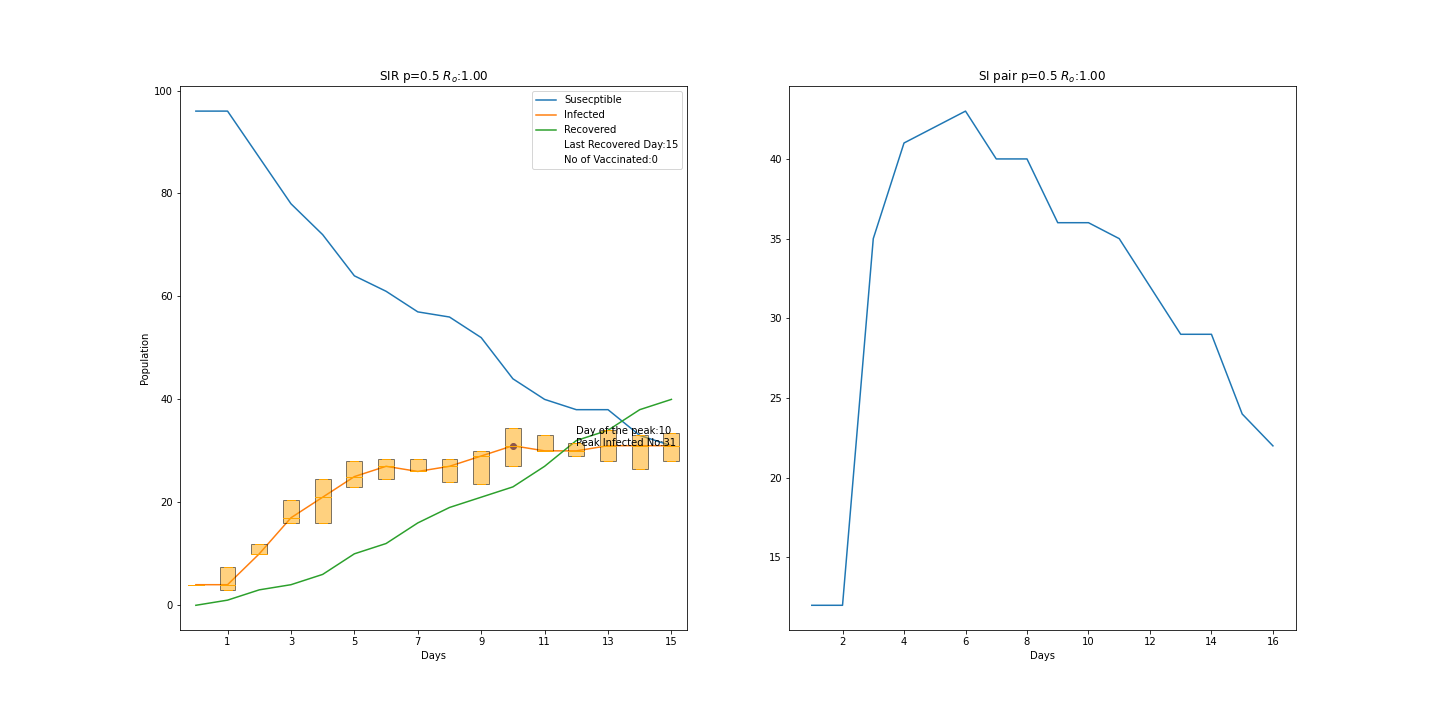 SIR p=0.5 Rₒ:1.00
100
80
60
40
20
0
Population
Susecptible
Infected
Recovered
Last Recovered Day:15
No of Vaccinated:0
Day of the peak:10
Peak Infected No:31
1 3 5 7 9 11 13 15
Days
SI pair p=0.5 Rₒ:1.00
40
35
30
25
20
15
2 4 6 8 10 12 14 16
Days